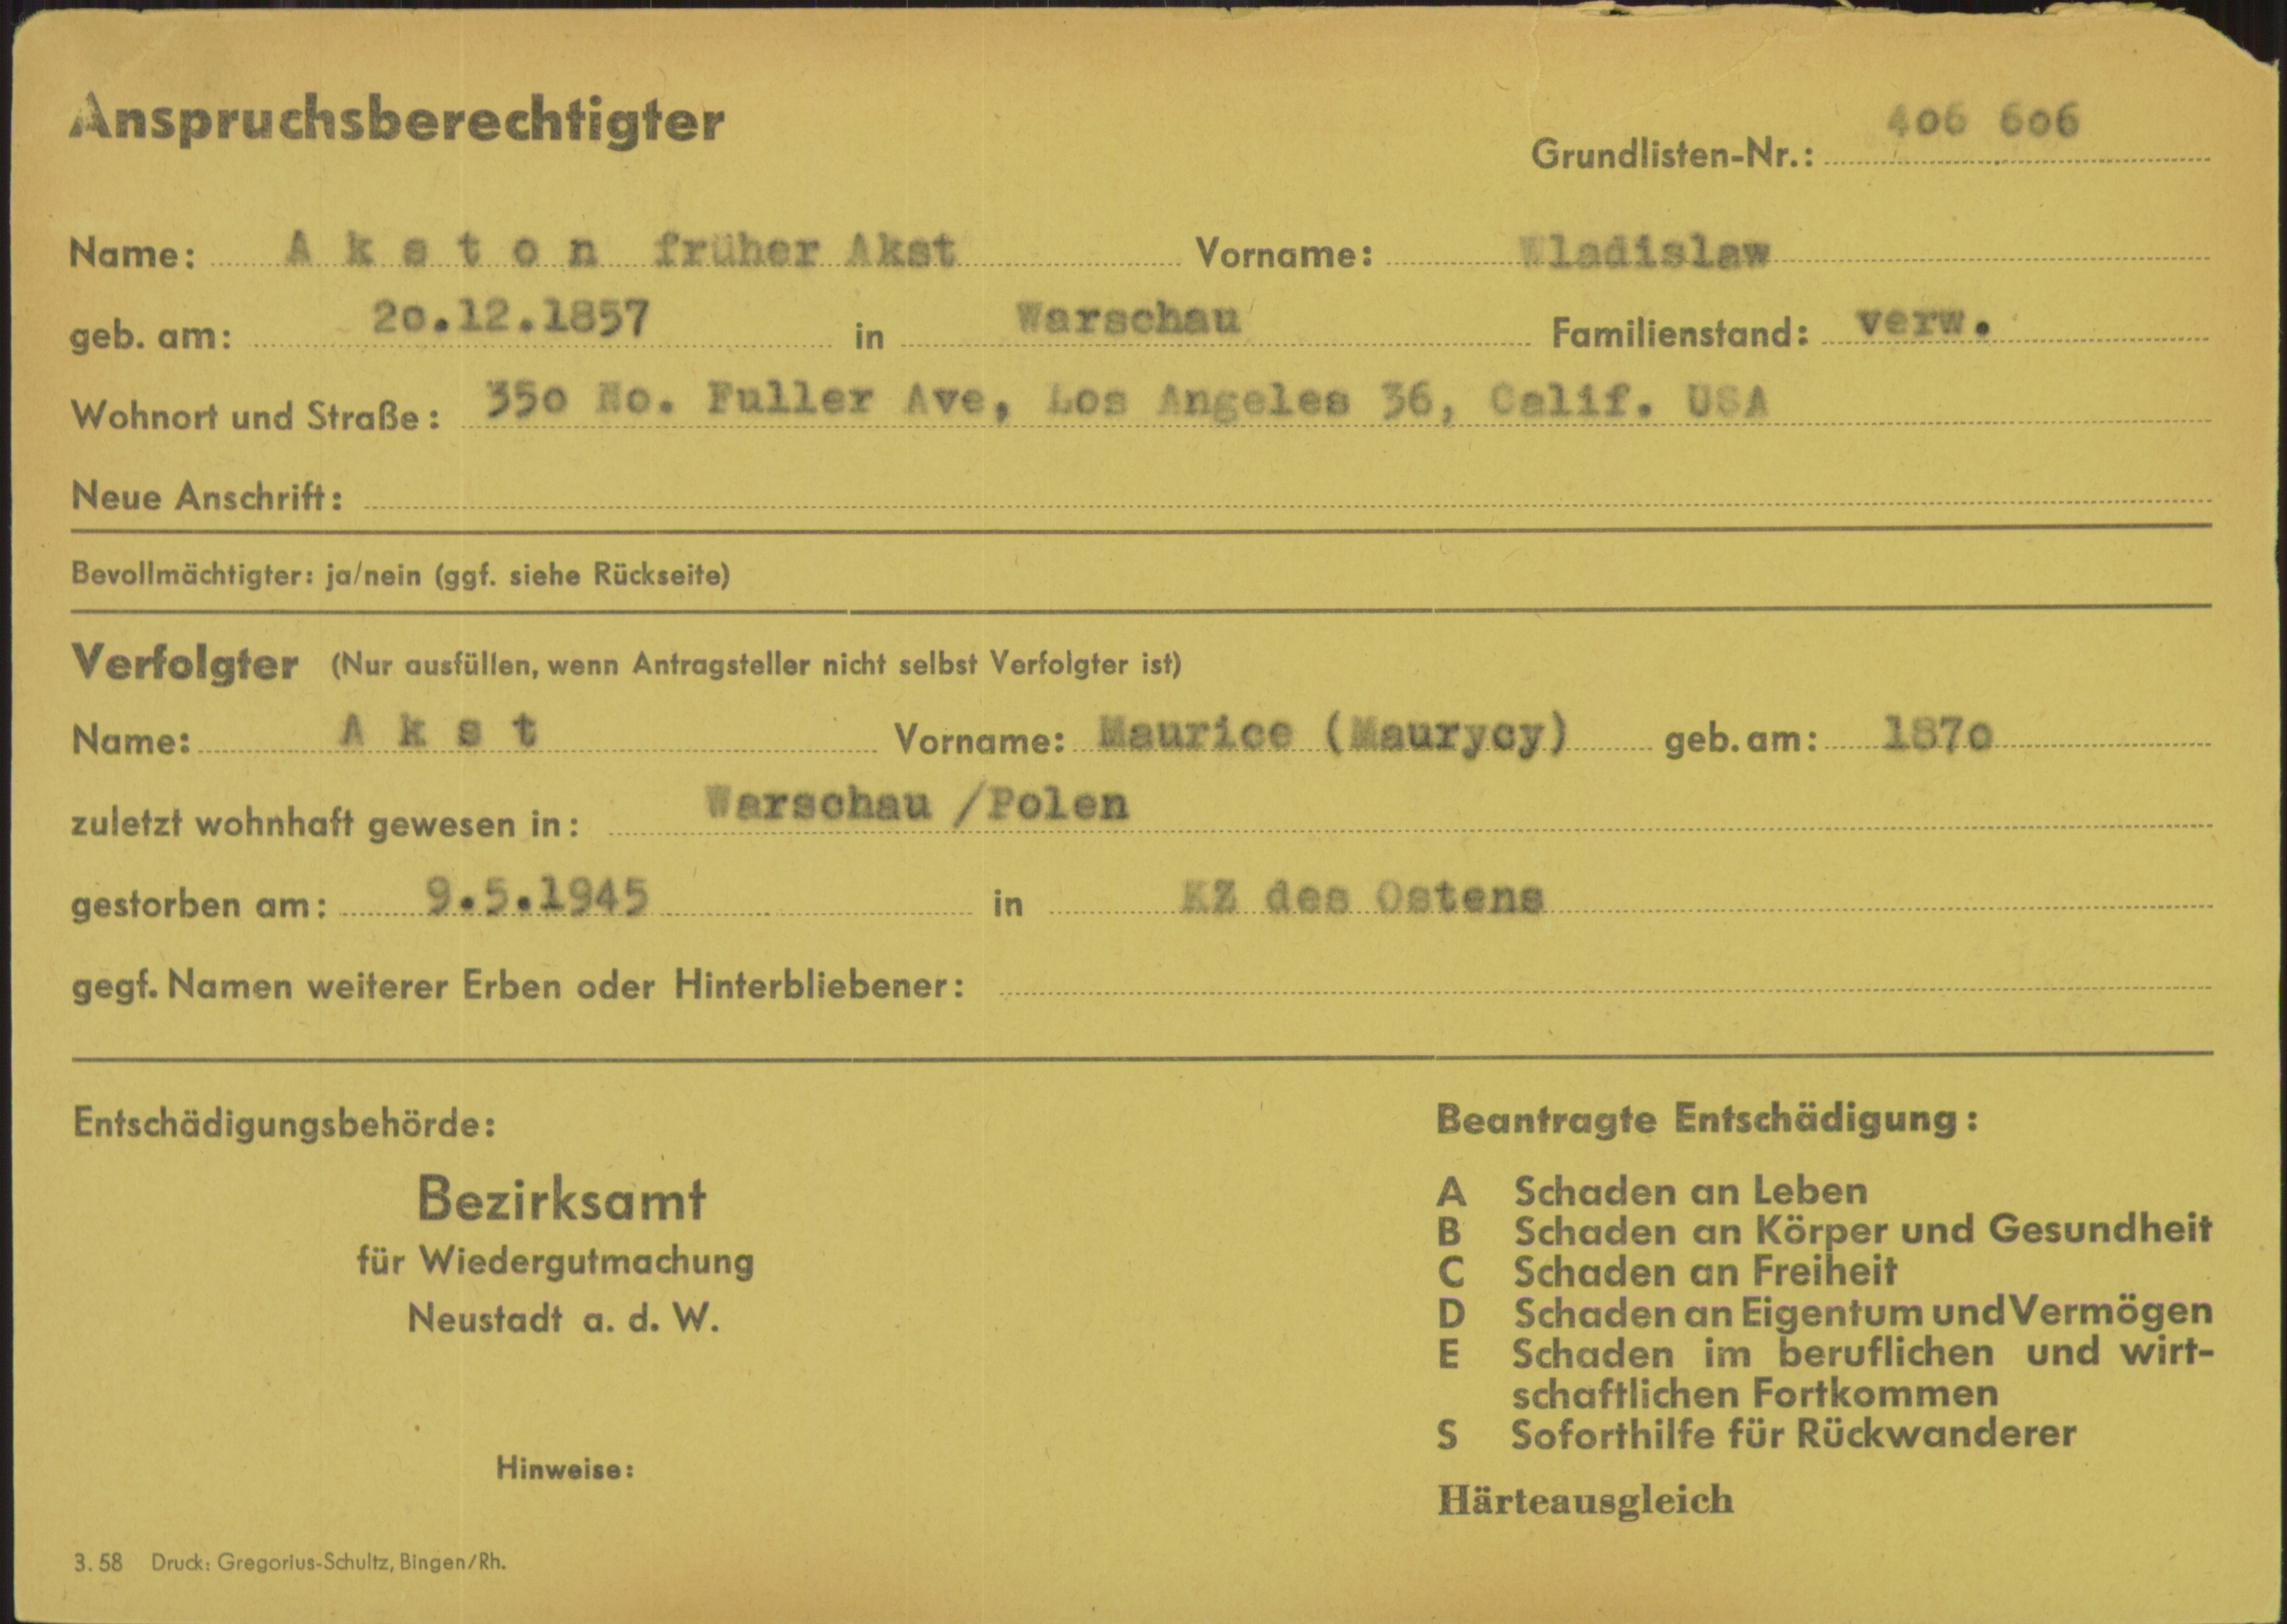 Anspruchsberechtigter
Grundlisten-Nr.: 406 606
Name: A k s t o n früher Akst Vorname: Wladislaw
geb. am: 20.12.1857 in Warschau Familienstand: verw.
Wohnort und Straße: 350 No. Fuller Ave, Los Angeles 36, Calif. USA
Neue Anschrift:
Bevollmächtigter: ja/nein (ggf. siehe Rückseite)
Verfolgter (Nur ausfüllen, wenn Antragsteller nicht selbst Verfolgter ist)
Name: A k s t Vorname: Maurice (Maurycy) geb. am: 1870
zuletzt wohnhaft gewesen in: Warschau /Polen
gestorben am: 9.5.1945 in KZ des Ostens
gegf. Namen weiterer Erben oder Hinterbliebener:
Entschädigungsbehörde:
Bezirksamt
für Wiedergutmachung
Neustadt a. d. W.
Hinweise:
Beantragte Entschädigung:
A Schaden an Leben
B Schaden an Körper und Gesundheit
C Schaden an Freiheit
D Schaden an Eigentum und Vermögen
E Schaden im beruflichen und wirt-
schaftlichen Fortkommen
S Soforthilfe für Rückwanderer
Härteausgleich
3. 58 Druck: Gregorius-Schultz, Bingen/Rh.